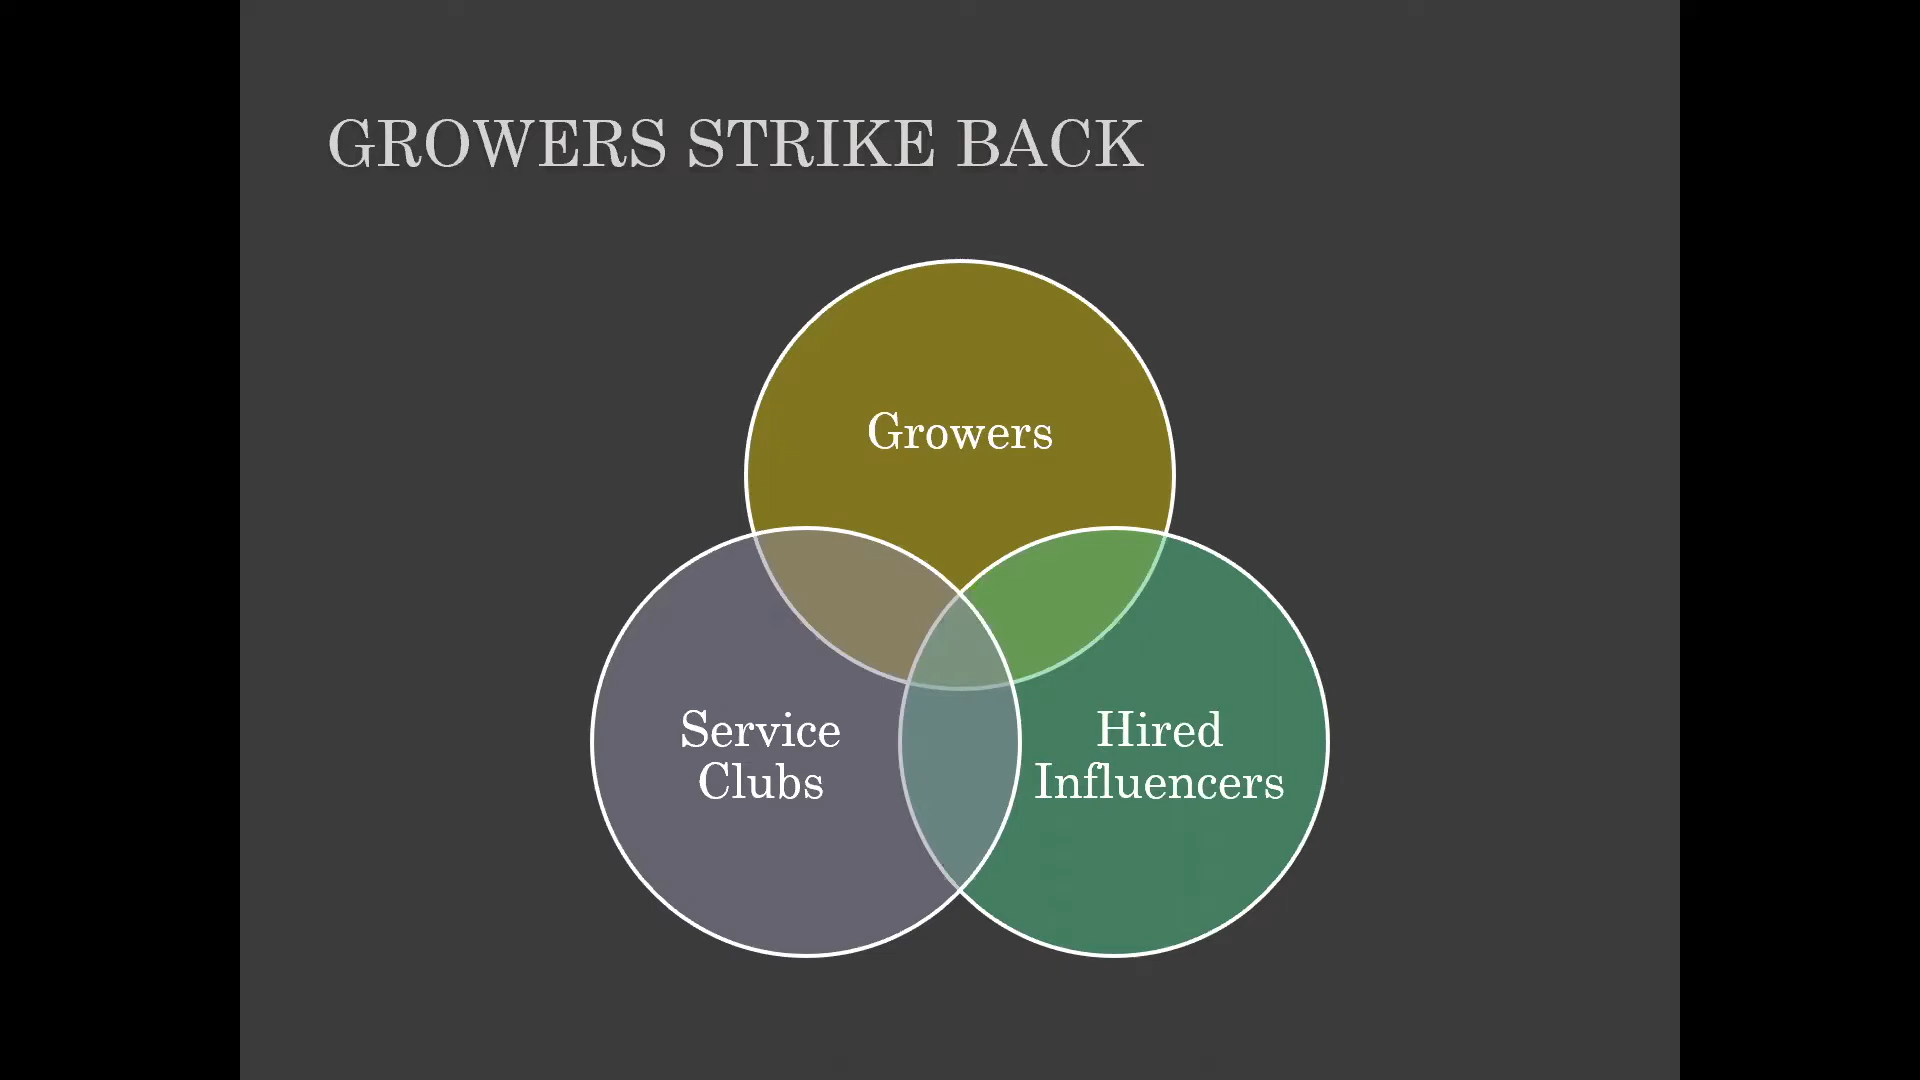 GROWERS STRIKE BACK
Growers
Service
Clubs
Hired
Influencers